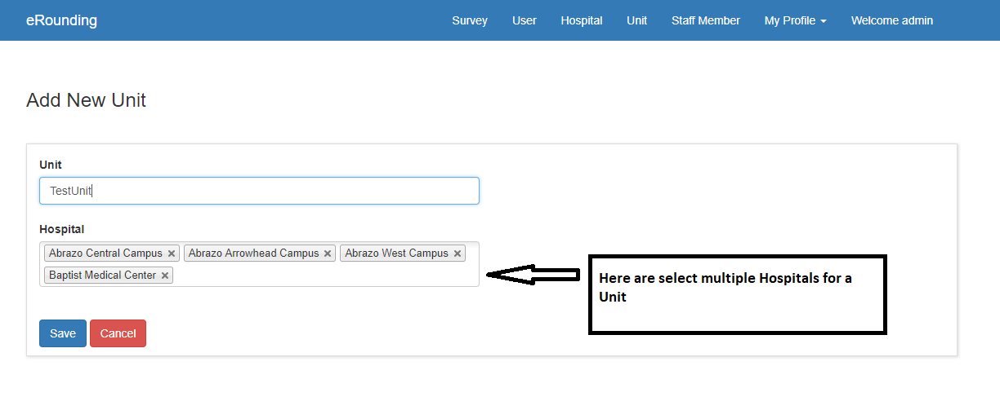 eRounding Survey User Hospital Unit Staff Member My Profile Welcome admin
Add New Unit
Unit
TestUnit
Hospital
Abrazo Central Campus × Abrazo Arrowhead Campus × Abrazo West Campus ×
Baptist Medical Center ×
Here are select multiple Hospitals for a
Unit
Save Cancel